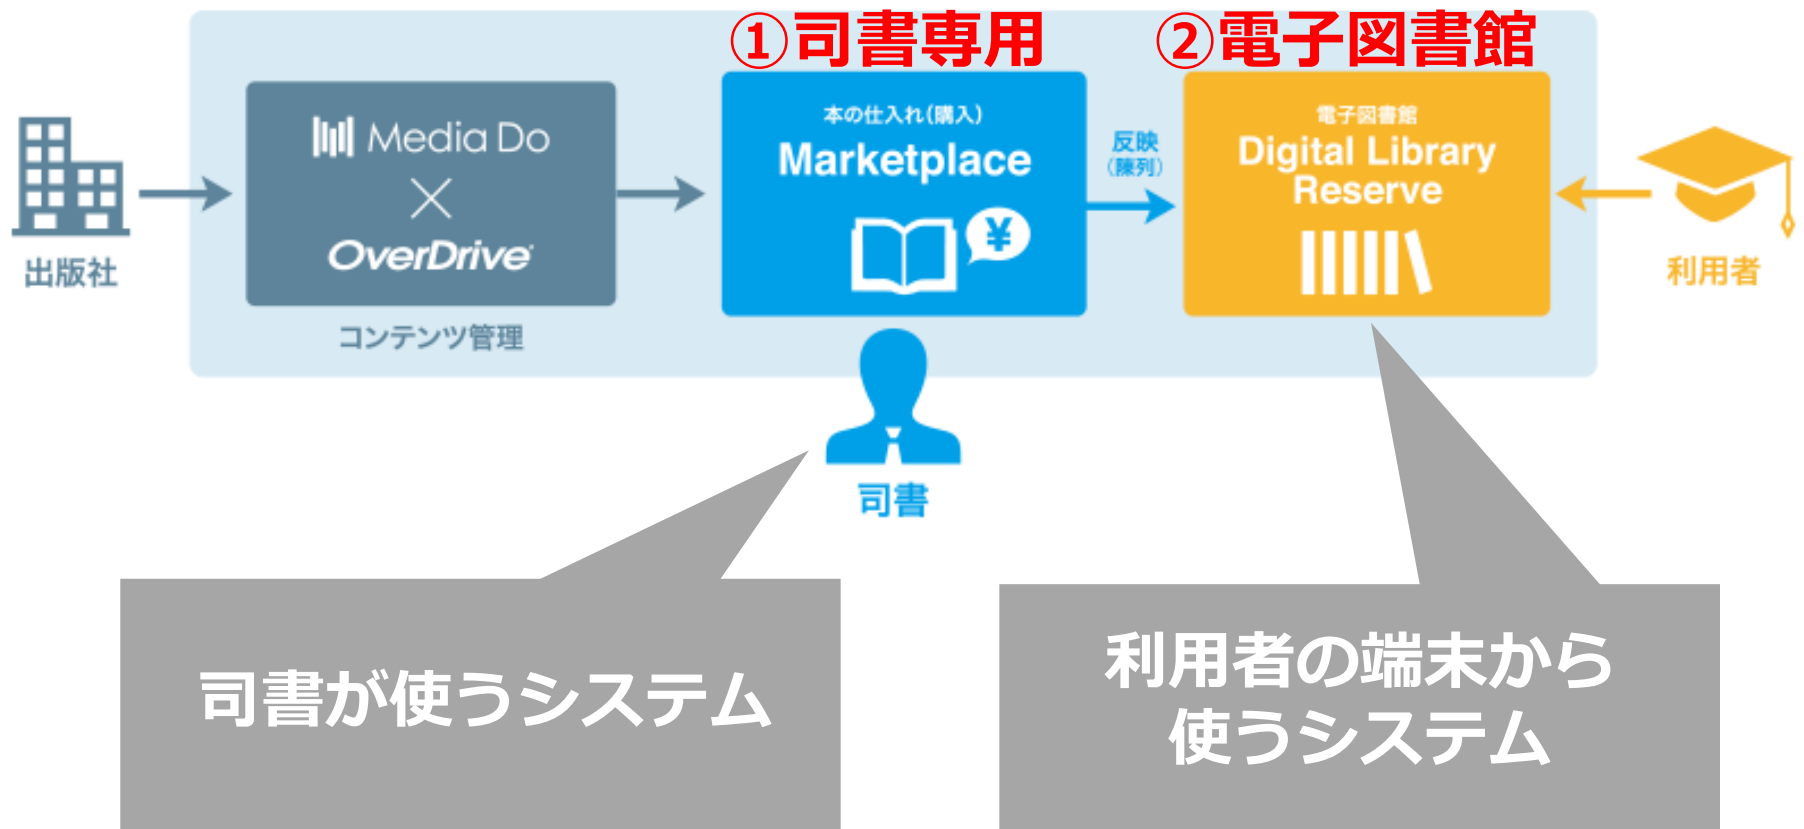 ①司書専用
②電子図書館
Media Do
×
OverDrive
コンテンツ管理
出版社
本の仕入れ(購入)
Marketplace
¥
反映
(陳列)
電子図書館
Digital Library
Reserve
利用者
司書
司書が使うシステム
利用者の端末から
使うシステム